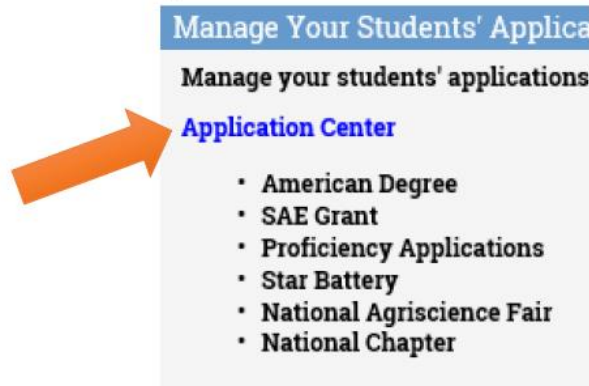 Manage Your Students' Applica
Manage your students' applications
Application Center
• American Degree
• SAE Grant
• Proficiency Applications
• Star Battery
• National Agriscience Fair
• National Chapter